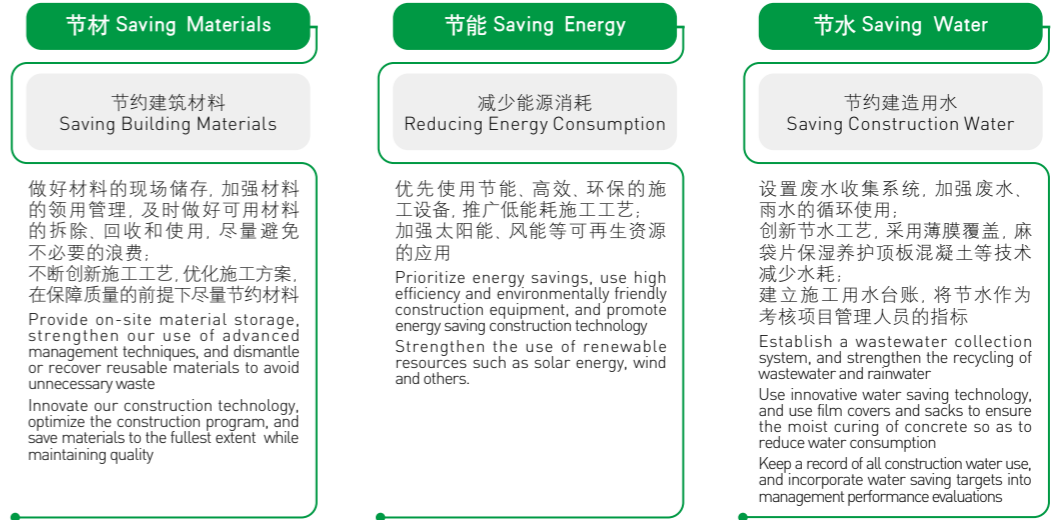 节材 Saving Materials
节约建筑材料
Saving Building Materials
做好材料的现场储存, 加强材料
的领用管理, 及时做好可用材料
的拆除、回收和使用, 尽量避免
不必要的浪费;
不断创新施工工艺, 优化施工方案,
在保障质量的前提下尽量节约材料
Provide on-site material storage,
strengthen our use of advanced
management techniques, and dismantle
or recover reusable materials to avoid
unnecessary waste
Innovate our construction technology,
optimize the construction program, and
save materials to the fullest extent while
maintaining quality
节能 Saving Energy
减少能源消耗
Reducing Energy Consumption
优先使用节能、高效、环保的施
工设备, 推广低能耗施工工艺;
加强太阳能、风能等可再生资源
的应用
Prioritize energy savings, use high
efficiency and environmentally friendly
construction equipment, and promote
energy saving construction technology
Strengthen the use of renewable
resources such as solar energy, wind
and others.
节水 Saving Water
节约建造用水
Saving Construction Water
设置废水收集系统, 加强废水、
雨水的循环使用;
创新节水工艺, 采用薄膜覆盖, 麻
袋片保湿养护顶板混凝土等技术
减少水耗;
建立施工用水台账, 将节水作为
考核项目管理人员的指标
Establish a wastewater collection
system, and strengthen the recycling of
wastewater and rainwater
Use innovative water saving technology,
and use film covers and sacks to ensure
the moist curing of concrete so as to
reduce water consumption
Keep a record of all construction water use,
and incorporate water saving targets into
management performance evaluations